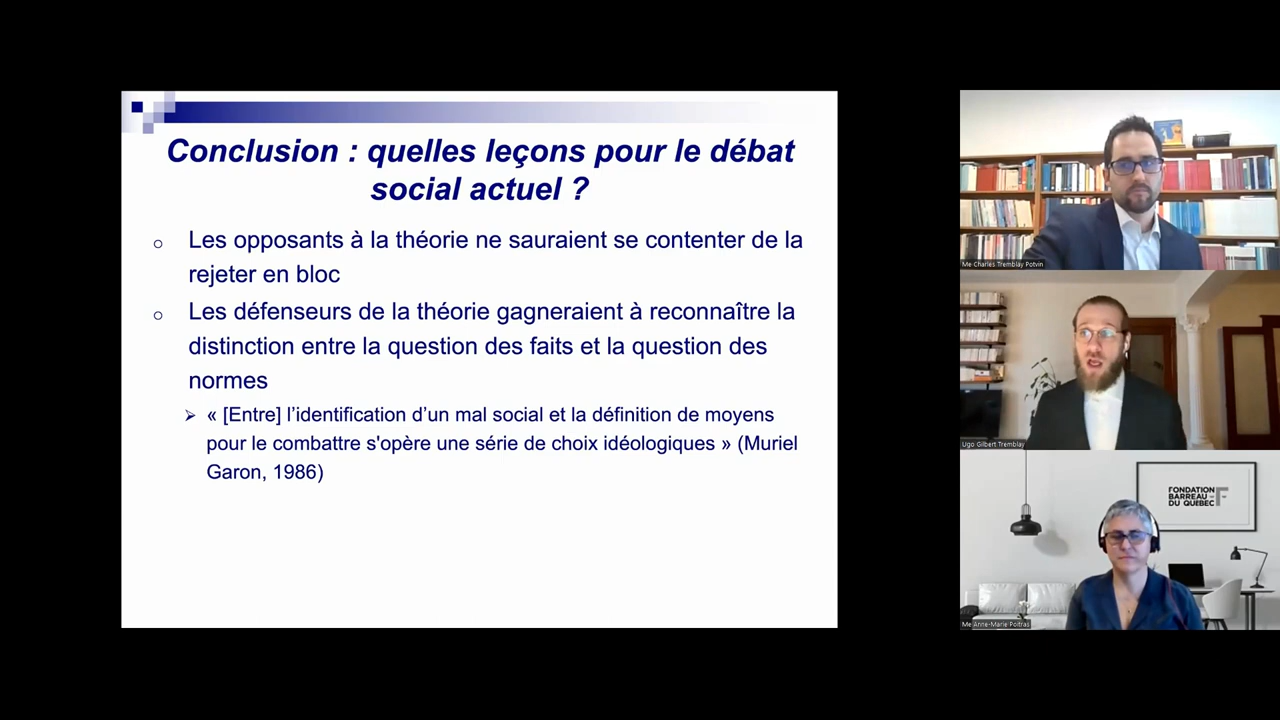 Conclusion : quelles leçons pour le débat
social actuel ?
Les opposants à la théorie ne sauraient se contenter de la
rejeter en bloc
Les défenseurs de la théorie gagneraient à reconnaître la
distinction entre la question des faits et la question des
normes
« [Entre] l’identification d’un mal social et la définition de moyens
pour le combattre s'opère une série de choix idéologiques » (Muriel
Garon, 1986)
Me Charles Tremblay Potvin
Ugo Gilbert Tremblay
FONDATION
BARREAU
DU QUÉBEC
Me Anne-Marie Poitras